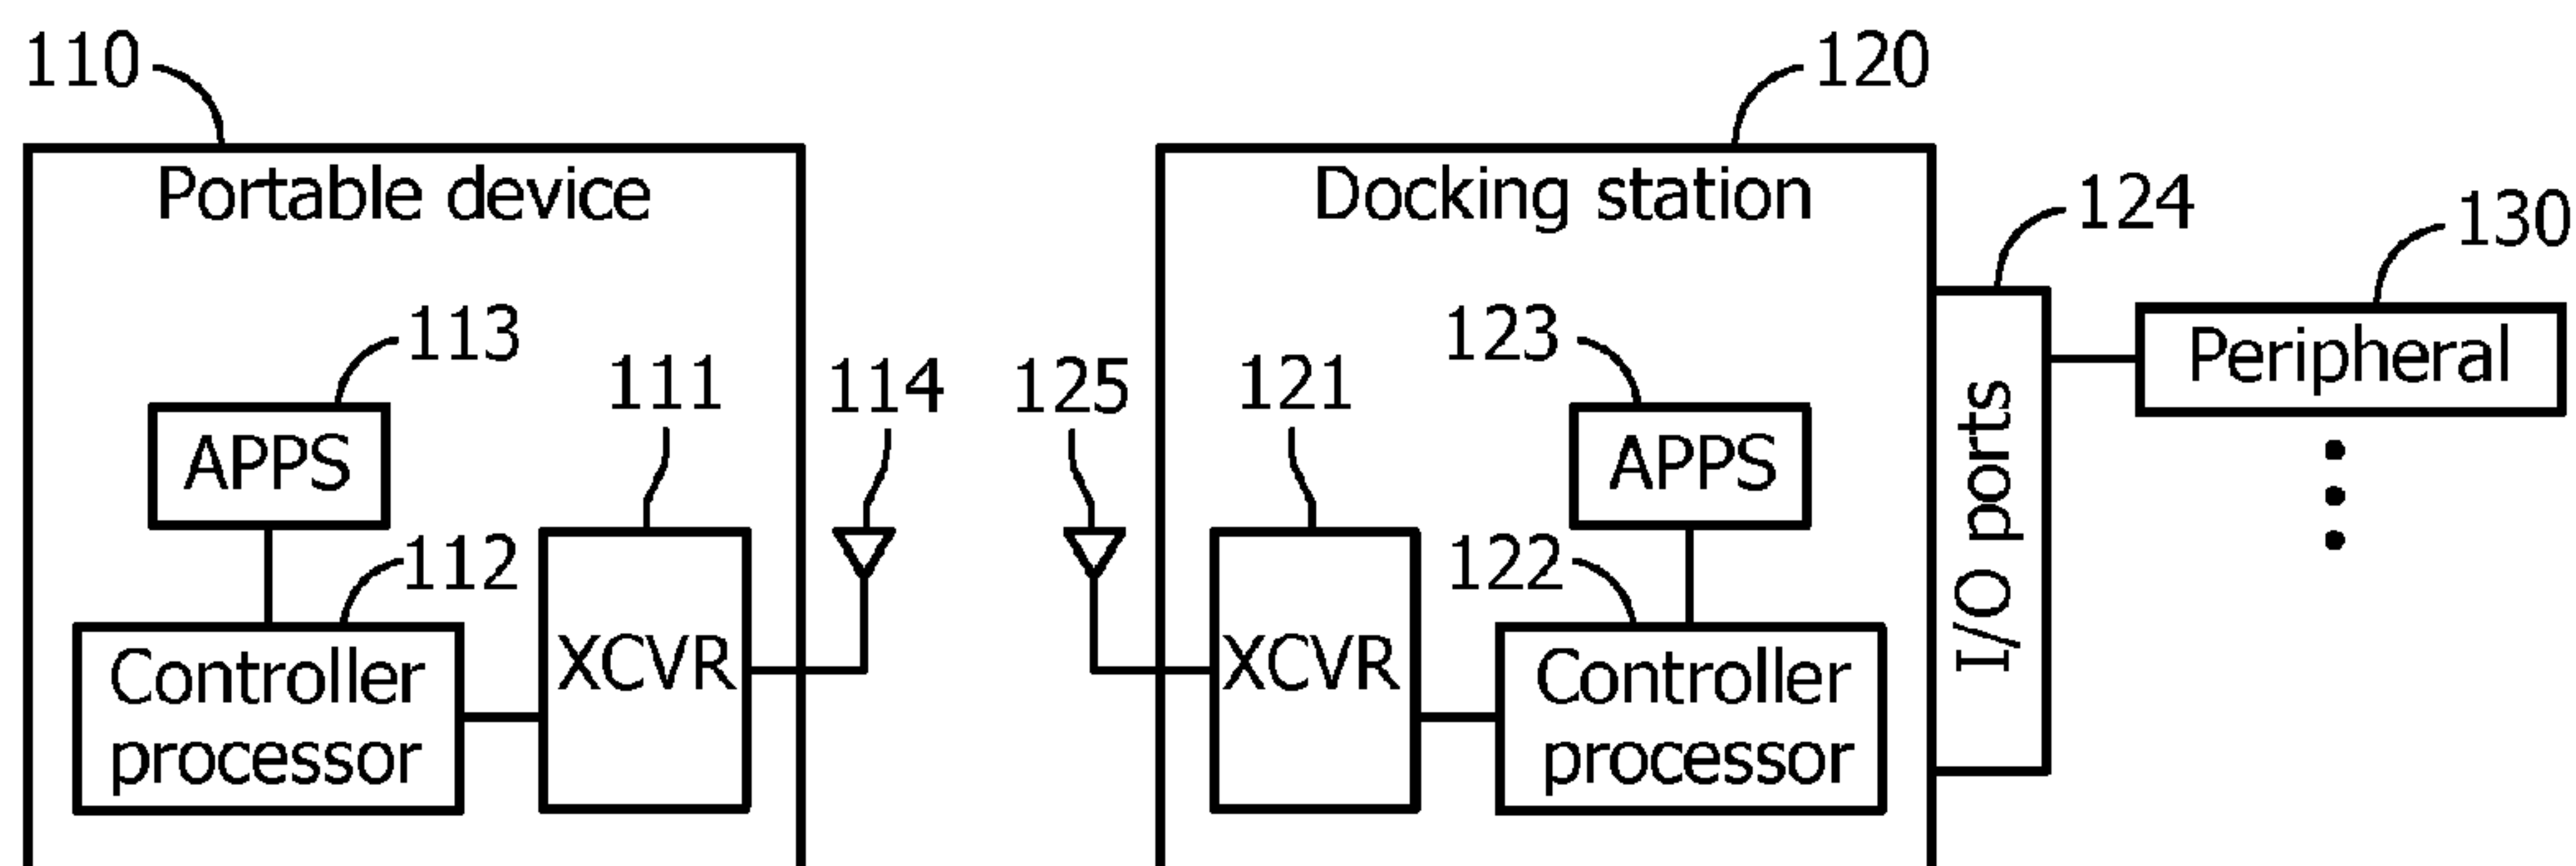 110
120
Portable device
Docking station
124
130
113
111
114
125
121
123
Peripheral
APPS
APPS
I/O ports
112
122
XCVR
XCVR
Controller
processor
Controller
processor